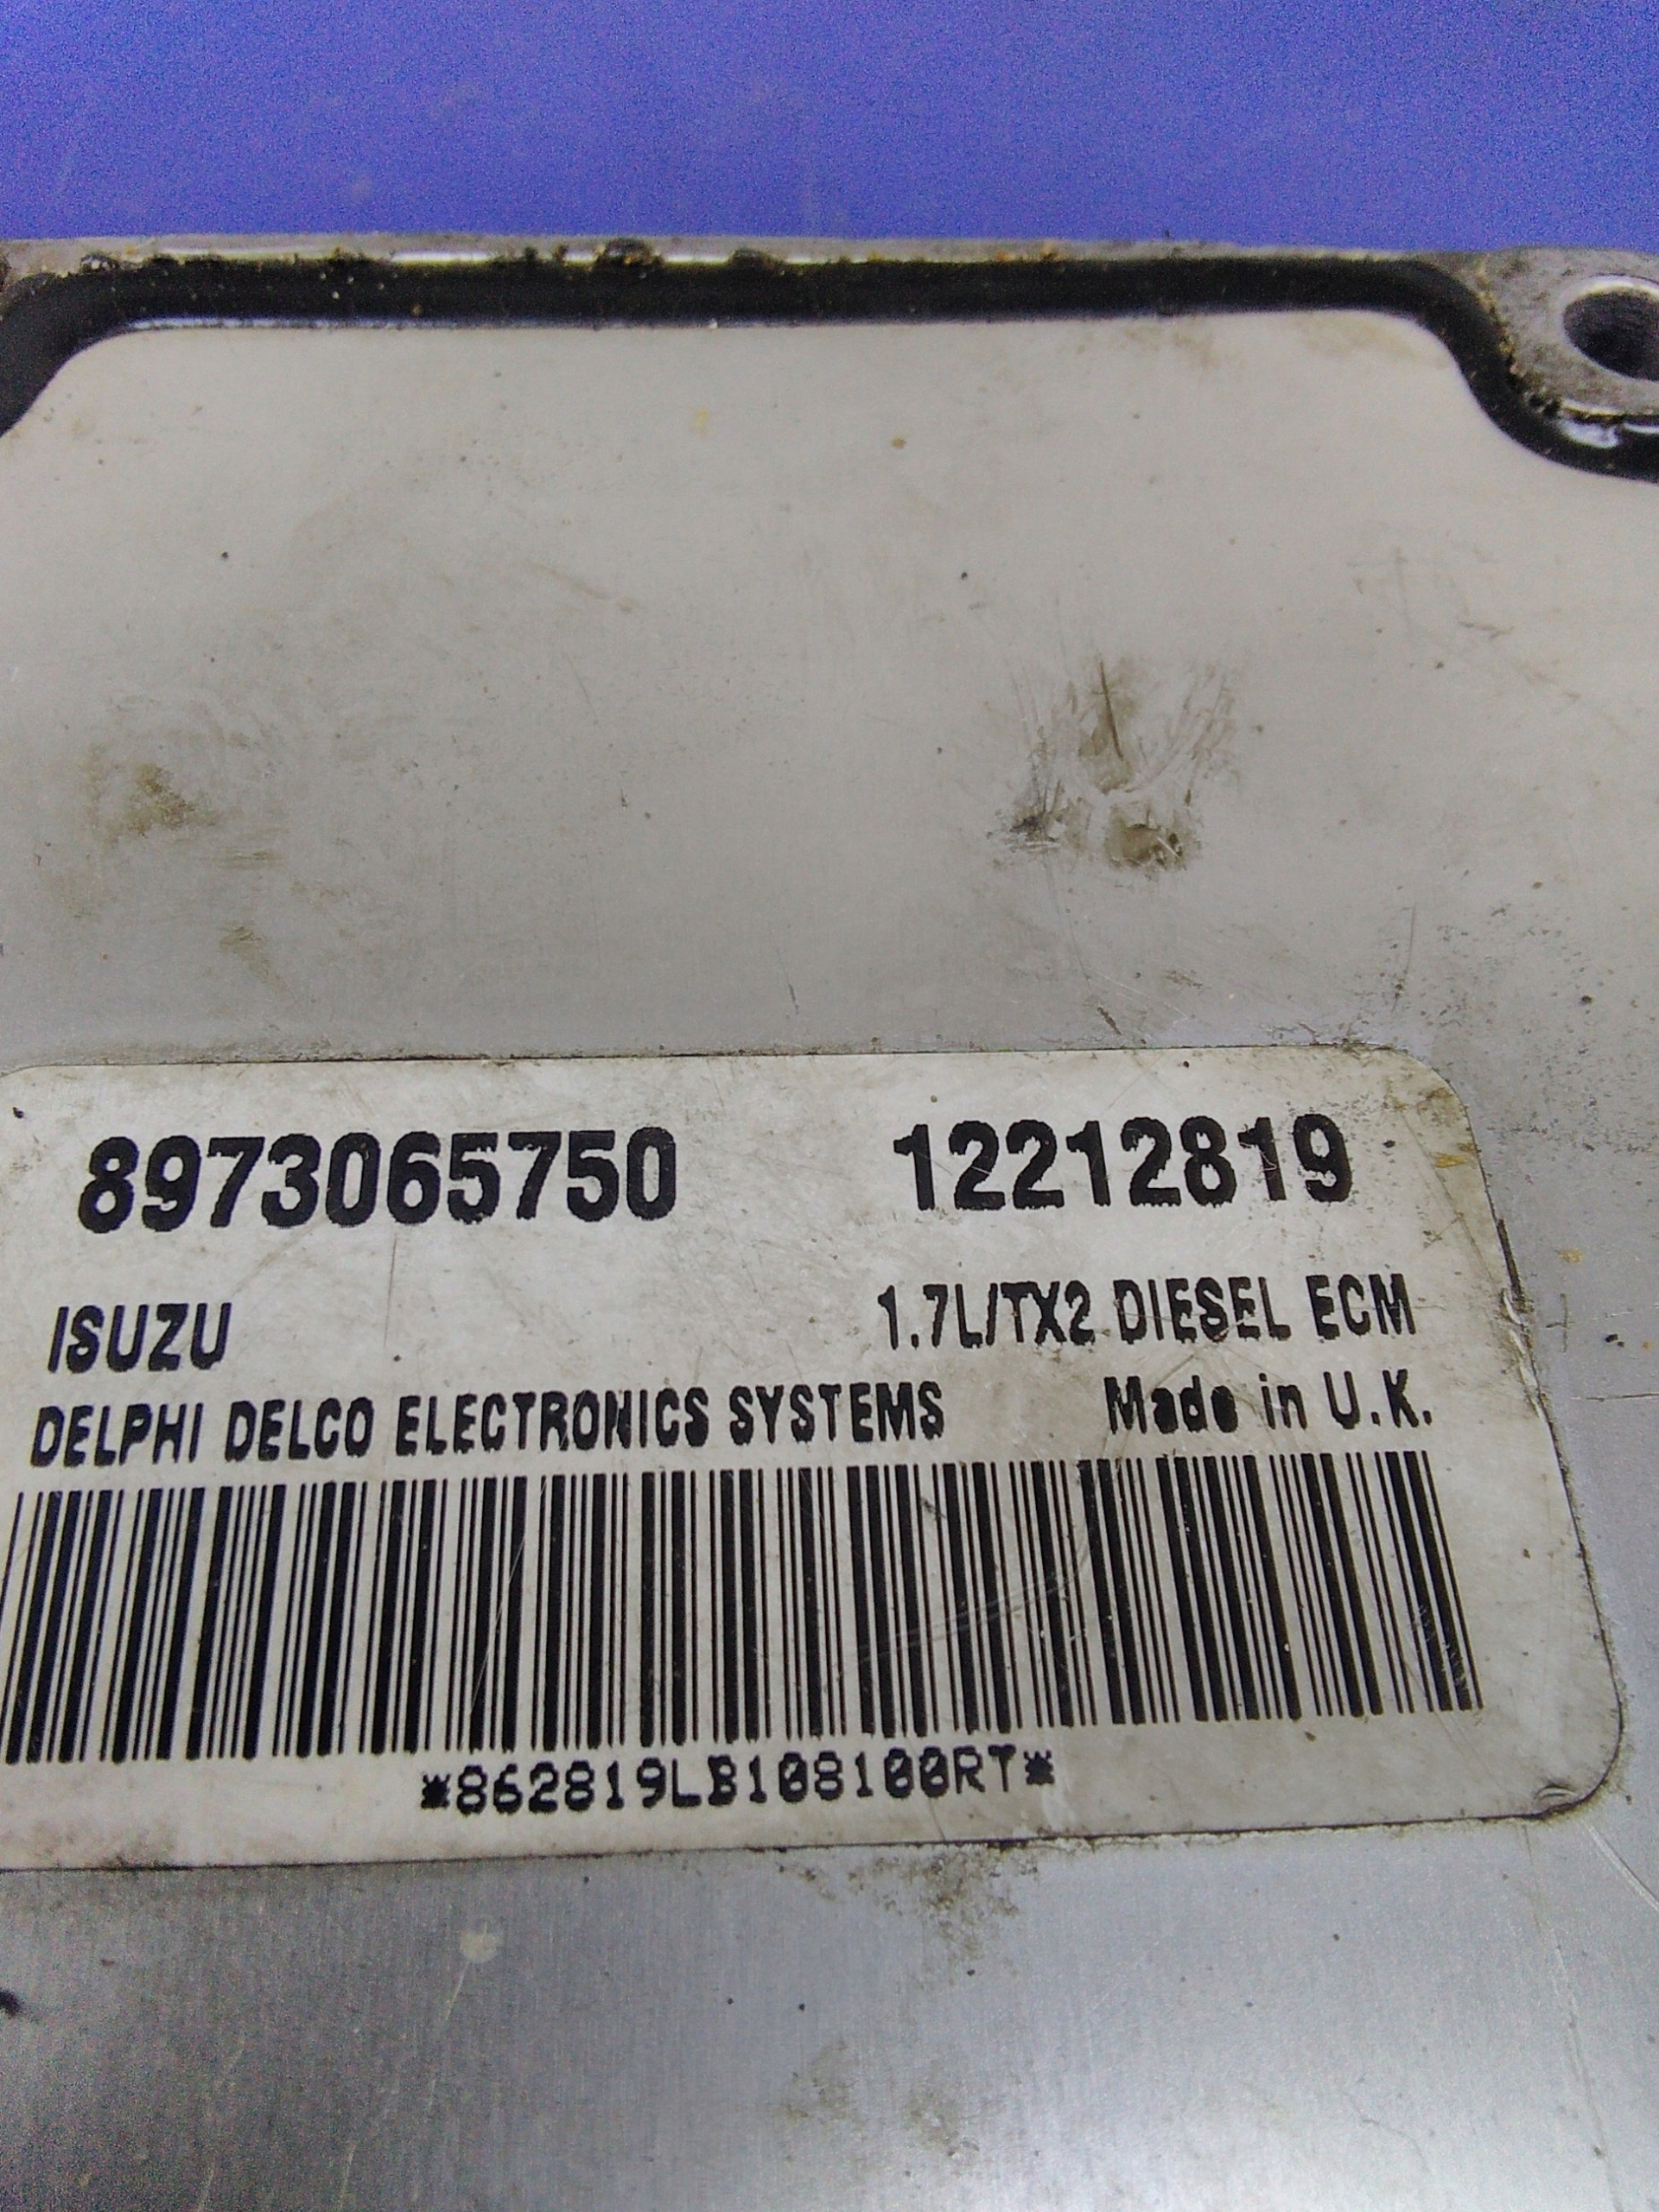 8973065750 12212819
ISUZU 1.7L/TX2 DIESEL ECM
DELPHI DELCO ELECTRONICS SYSTEMS Made in U.K.
*862819LB108100RT*